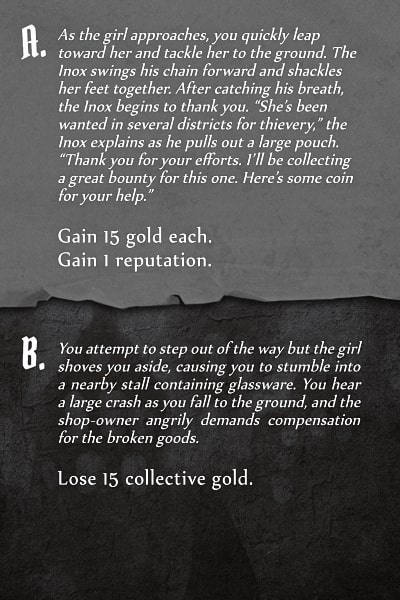 A.
As the girl approaches, you quickly leap
toward her and tackle her to the ground. The
Inox swings his chain forward and shackles
her feet together. After catching his breath,
the Inox begins to thank you. “She’s been
wanted in several districts for thievery,” the
Inox explains as he pulls out a large pouch.
“Thank you for your efforts. I’ll be collecting
a great bounty for this one. Here’s some coin
for your help.”
Gain 15 gold each.
Gain 1 reputation.
B.
You attempt to step out of the way but the girl
shoves you aside, causing you to stumble into
a nearby stall containing glassware. You hear
a large crash as you fall to the ground, and the
shop-owner angrily demands compensation
for the broken goods.
Lose 15 collective gold.